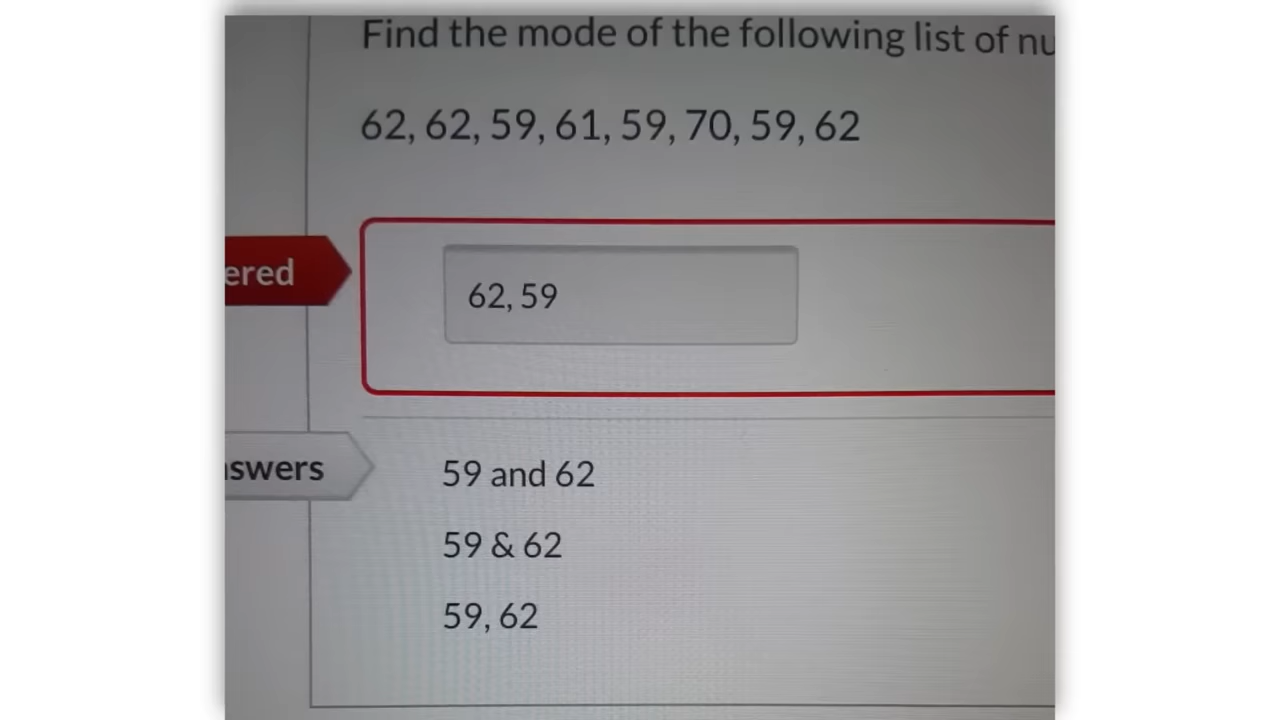 Find the mode of the following list of nu
62, 62, 59, 61, 59, 70, 59, 62
ered
62, 59
nswers
59 and 62
59 & 62
59, 62